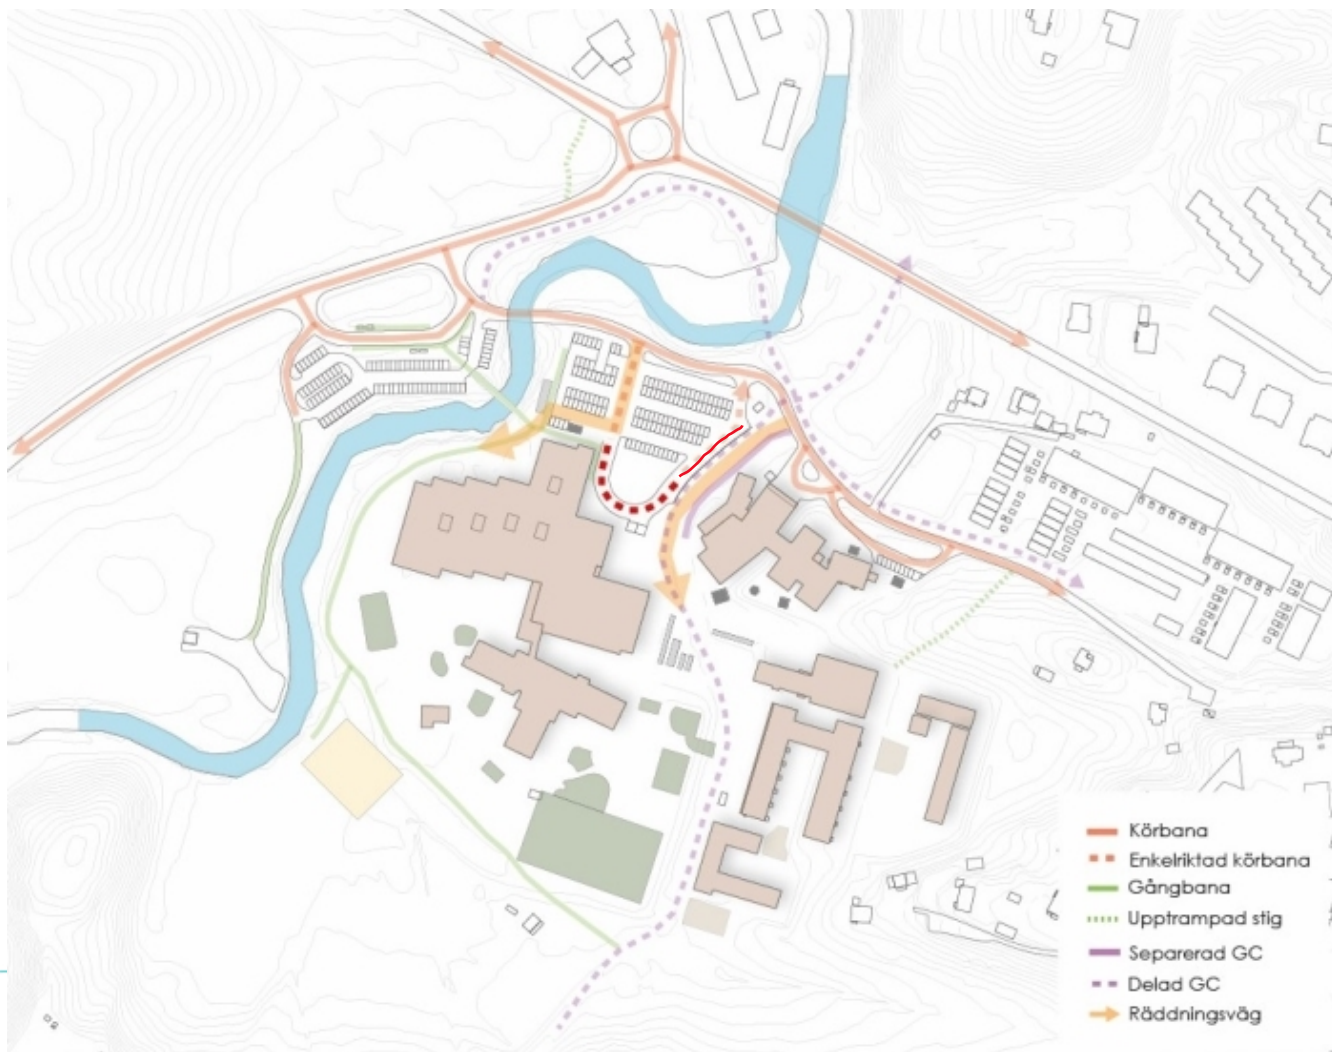 Körbana
Enkelriktad körbana
Gångbana
Upptrampad stig
Separerad GC
Delad GC
Räddningsväg